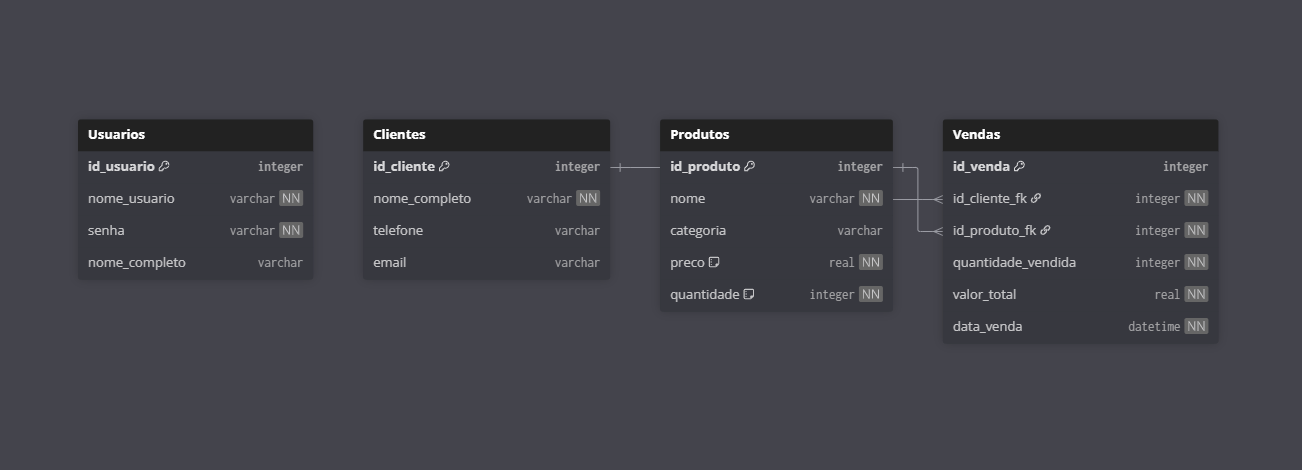 Usuarios
id_usuario integer
nome_usuario varchar NN
senha varchar NN
nome_completo varchar
Clientes
id_cliente integer
nome_completo varchar NN
telefone varchar
email varchar
Produtos
id_produto integer
nome varchar NN
categoria varchar
preco real NN
quantidade integer NN
Vendas
id_venda integer
id_cliente_fk integer NN
id_produto_fk integer NN
quantidade_vendida integer NN
valor_total real NN
data_venda datetime NN